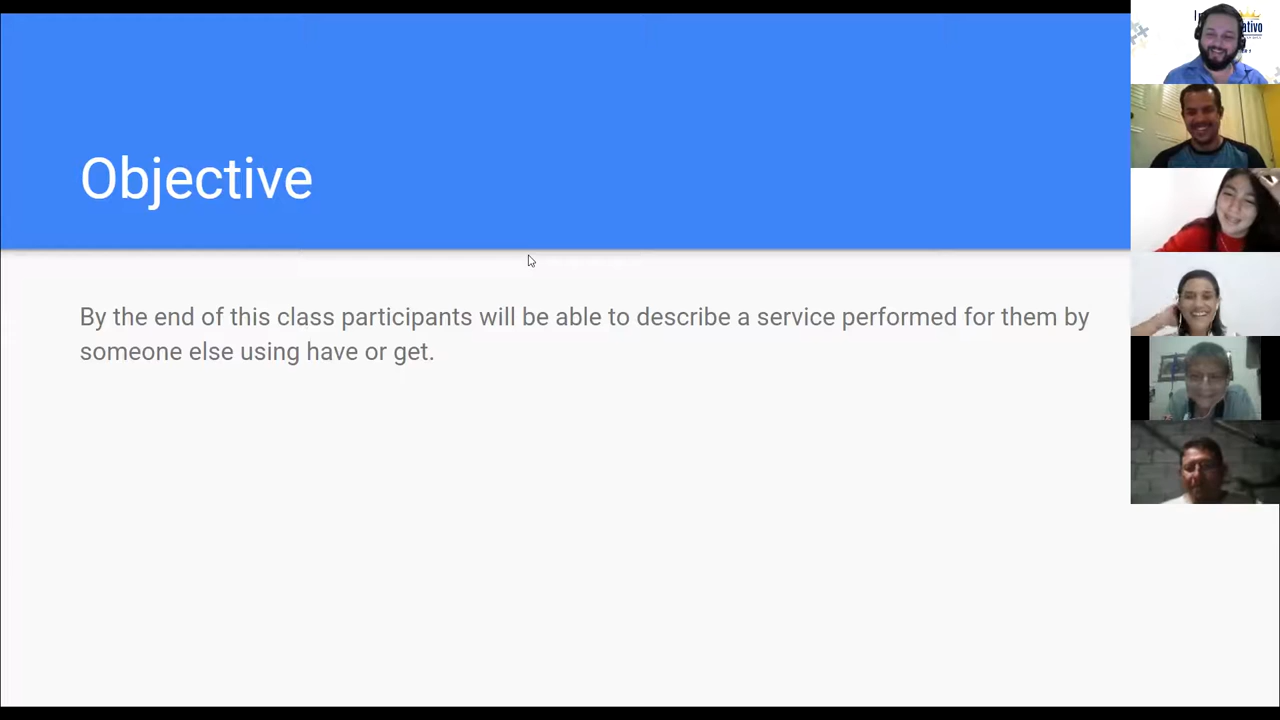 Objective
By the end of this class participants will be able to describe a service performed for them by
someone else using have or get.